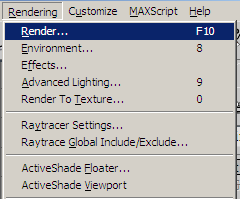 Rendering Customize MAXScript Help
Render... F10
Environment... 8
Effects...
Advanced Lighting... 9
Render To Texture... 0
Raytracer Settings...
Raytrace Global Include/Exclude...
ActiveShade Floater...
ActiveShade Viewport